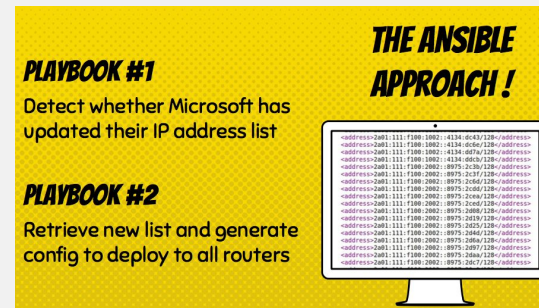 THE ANSIBLE
APPROACH !
PLAYBOOK #1
Detect whether Microsoft has
updated their IP address list
PLAYBOOK #2
Retrieve new list and generate
config to deploy to all routers
<address>2a01:111:f100:1002::4134:dc43/128</address>
<address>2a01:111:f100:1002::4134:dc6e/128</address>
<address>2a01:111:f100:1002::4134:dd7a/128</address>
<address>2a01:111:f100:1002::4134:ddcb/128</address>
<address>2a01:111:f100:2002::8975:2c3b/128</address>
<address>2a01:111:f100:2002::8975:2c3f/128</address>
<address>2a01:111:f100:2002::8975:2c6d/128</address>
<address>2a01:111:f100:2002::8975:2cdd/128</address>
<address>2a01:111:f100:2002::8975:2cea/128</address>
<address>2a01:111:f100:2002::8975:2ced/128</address>
<address>2a01:111:f100:2002::8975:2d08/128</address>
<address>2a01:111:f100:2002::8975:2d19/128</address>
<address>2a01:111:f100:2002::8975:2d25/128</address>
<address>2a01:111:f100:2002::8975:2d4d/128</address>
<address>2a01:111:f100:2002::8975:2d6a/128</address>
<address>2a01:111:f100:2002::8975:2d97/128</address>
<address>2a01:111:f100:2002::8975:2daa/128</address>
<address>2a01:111:f100:2002::8975:2dc7/128</address>